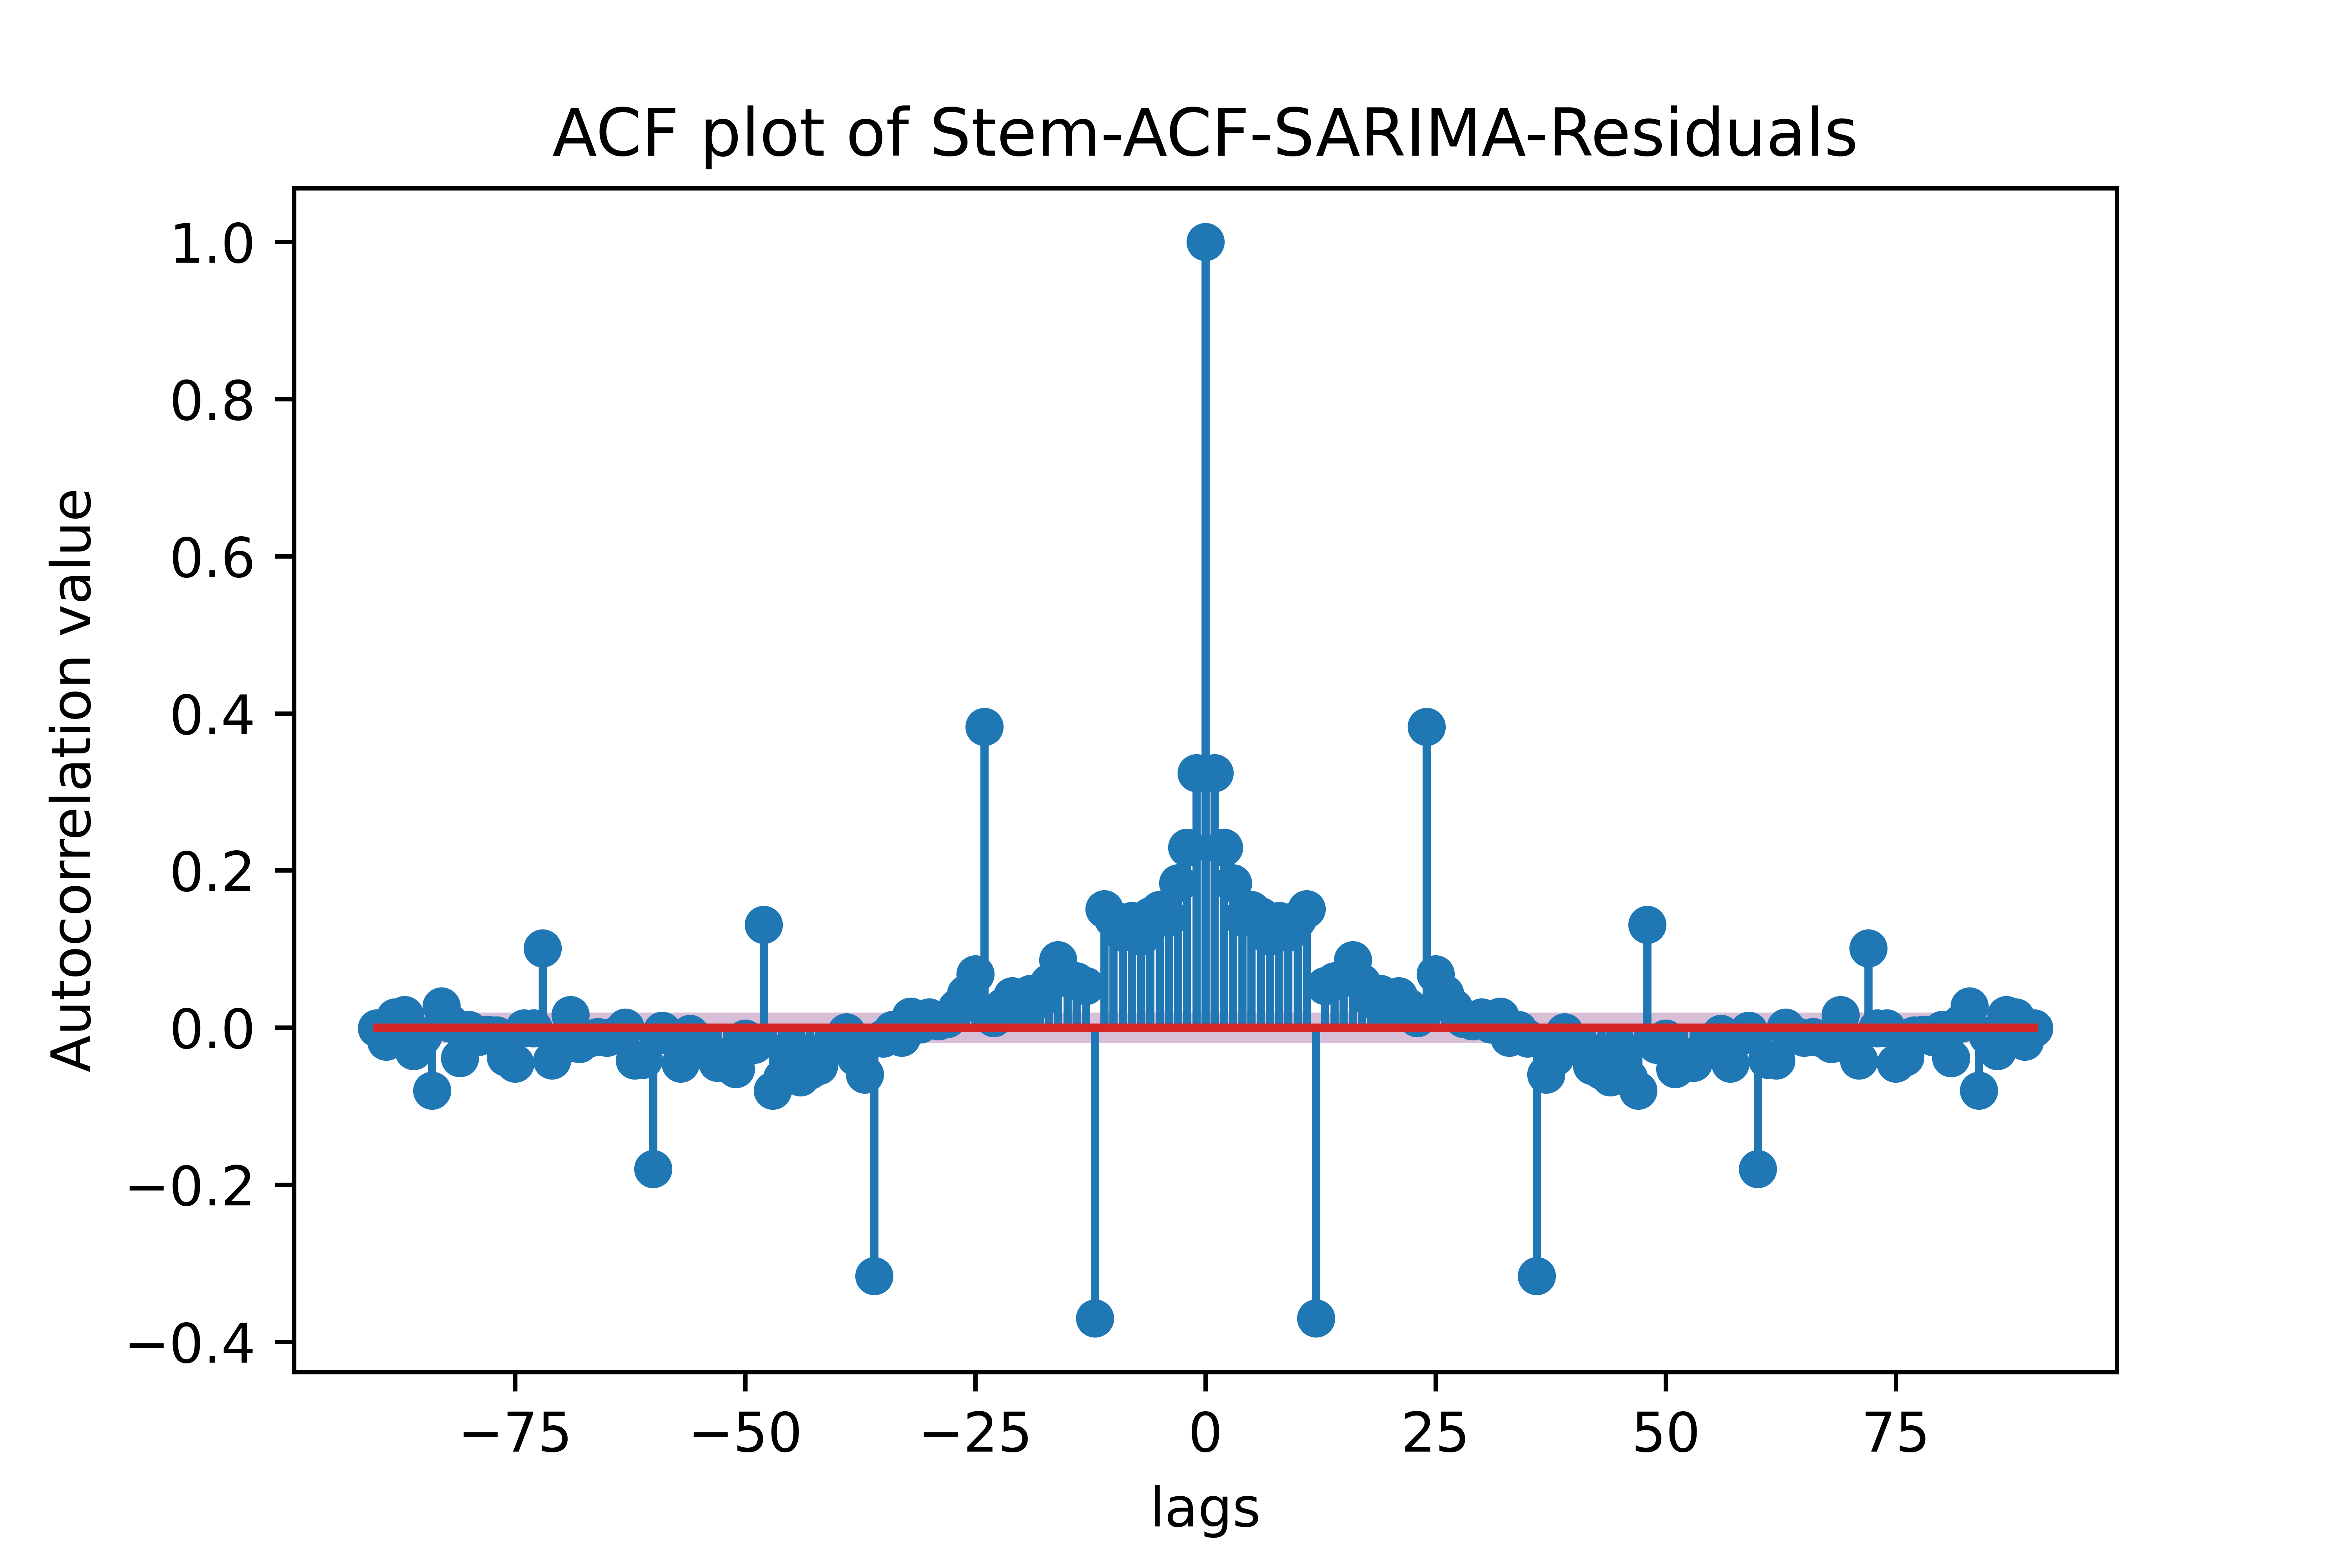 ACF plot of Stem-ACF-SARIMA-Residuals
Autocorrelation value
1.0
0.8
0.6
0.4
0.2
0.0
−0.2
−0.4
−75 −50 −25 0 25 50 75
lags